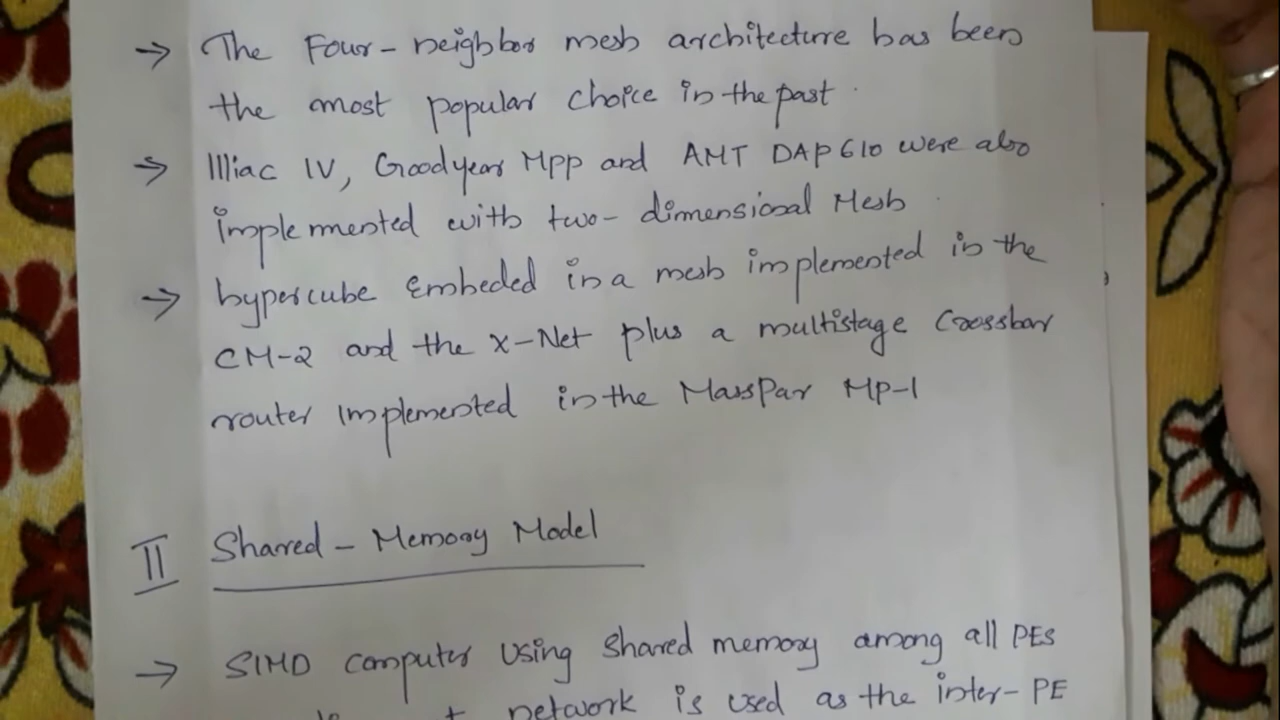 → The Four-neighbor mesh architecture has been
the most popular choice in the past.
→ Illiac IV, Goodyear Mpp and AMT DAP 610 were also
implemented with two-dimensional Mesh.
→ hypercube Embeded in a mesh implemented in the
CM-2 and the X-Net plus a multistage Crossbar
router implemented in the MassPar MP-1
II Shared-Memory Model
→ SIMD computer Using Shared memory among all PEs
network is used as the inter-PE